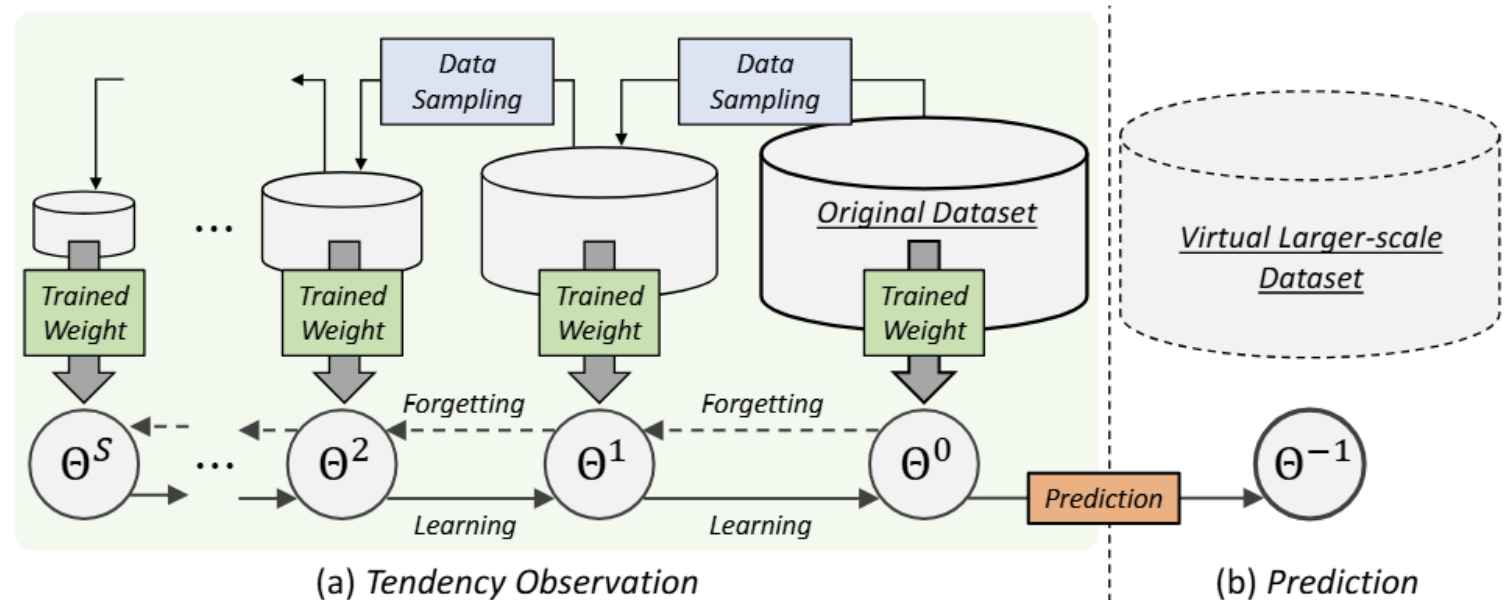 Data
Sampling
Data
Sampling
Original Dataset
Virtual Larger-scale
Dataset
...
Trained
Weight
Trained
Weight
Trained
Weight
Trained
Weight
Forgetting
Forgetting
Θ^S
...
Θ^2
Θ^1
Θ^0
Θ^−1
Prediction
Learning
Learning
(a) Tendency Observation
(b) Prediction